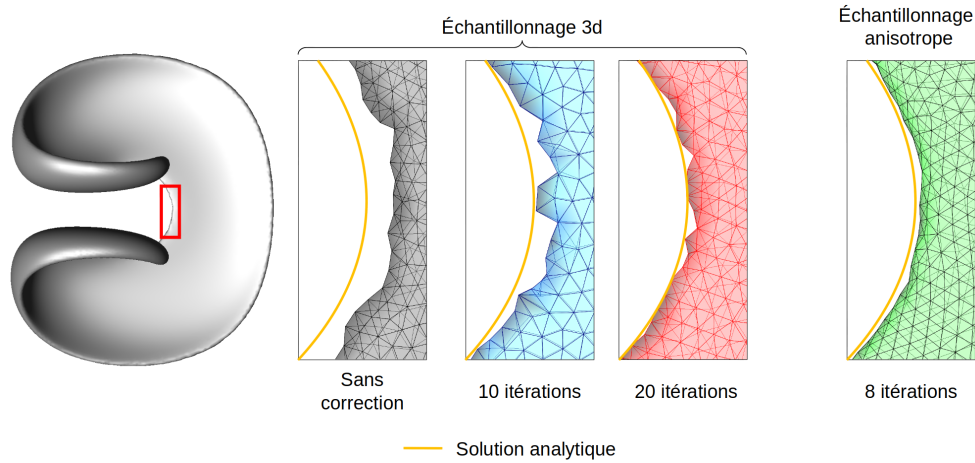 Échantillonnage 3d
Échantillonnage
anisotrope
Sans
correction
10 itérations
20 itérations
8 itérations
Solution analytique